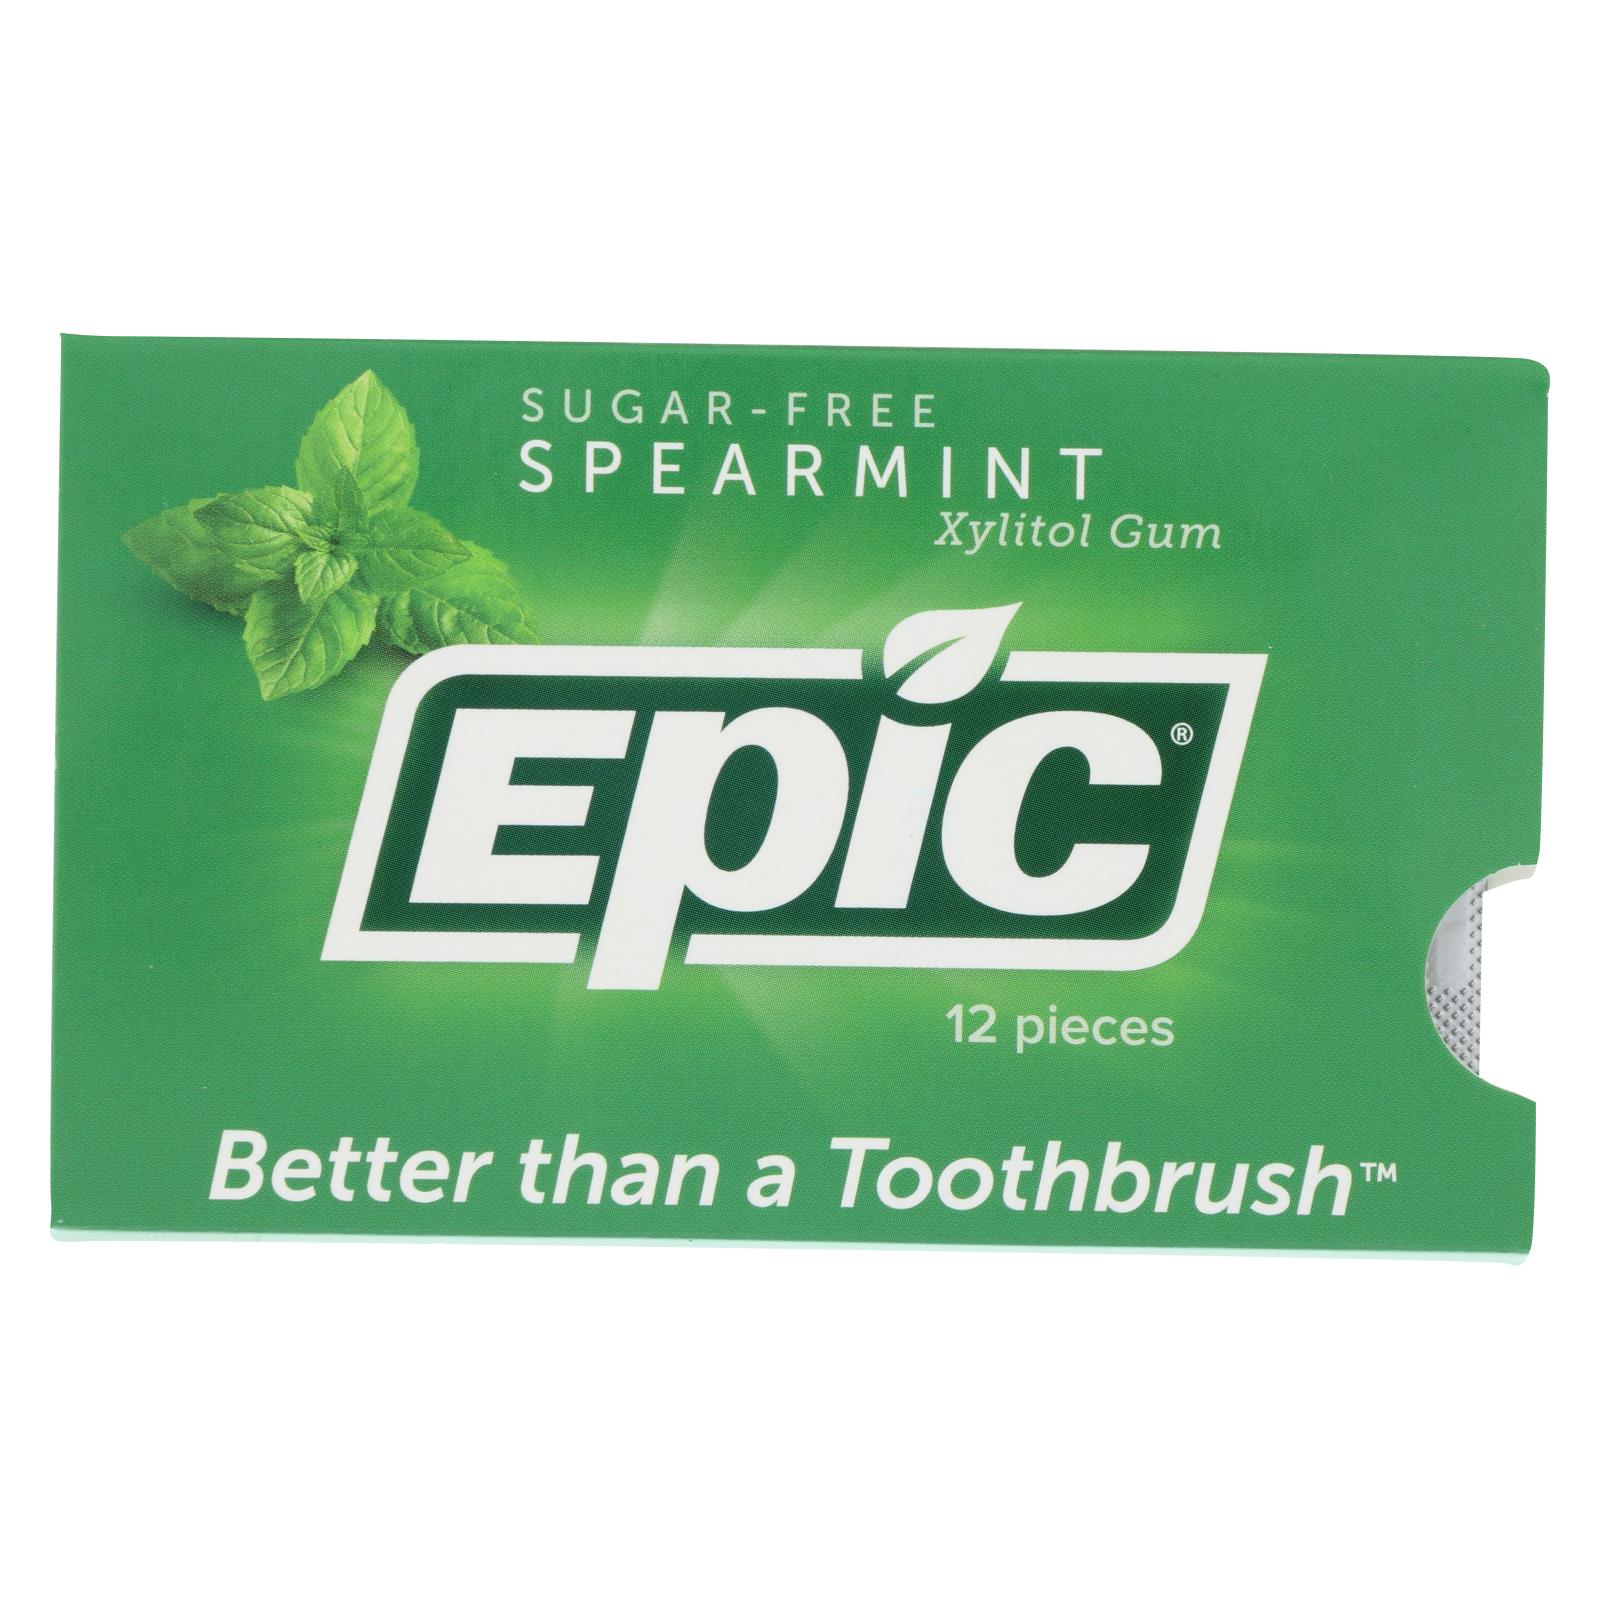 SUGAR-FREE
SPEARMINT
Xylitol Gum
Epic®
12 pieces
Better than a Toothbrush™